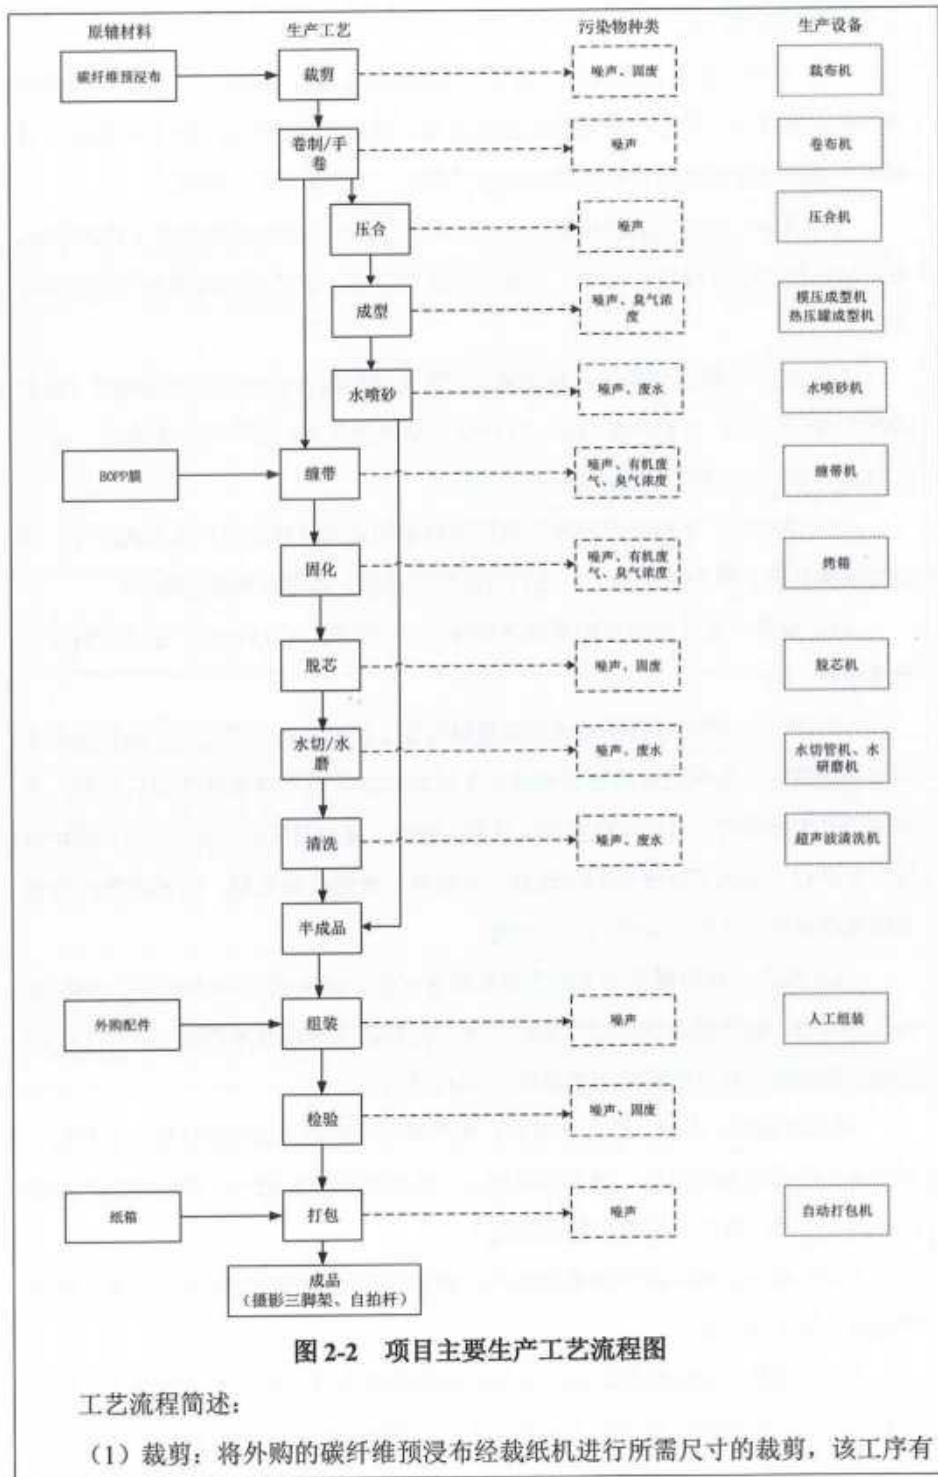 原辅材料 生产工艺 污染物种类 生产设备
碳纤维预浸布 裁剪 噪声、固废 裁布机
卷制/手
卷 噪声 卷布机
压合 噪声 压合机
成型 噪声、臭气浓
度 模压成型机
热压罐成型机
水喷砂 噪声、废水 水喷砂机
BOPP膜 缠带 噪声、有机废
气、臭气浓度 缠带机
固化 噪声、有机废
气、臭气浓度 烤箱
脱芯 噪声、固废 脱芯机
水切/水
磨 噪声、废水 水切管机、水
研磨机
清洗 噪声、废水 超声波清洗机
半成品
外购配件 组装 噪声 人工组装
检验 噪声、固废
纸箱 打包 噪声 自动打包机
成品
（摄影三脚架、自拍杆）
图 2-2 项目主要生产工艺流程图
工艺流程简述：
（1）裁剪：将外购的碳纤维预浸布经裁纸机进行所需尺寸的裁剪，该工序有